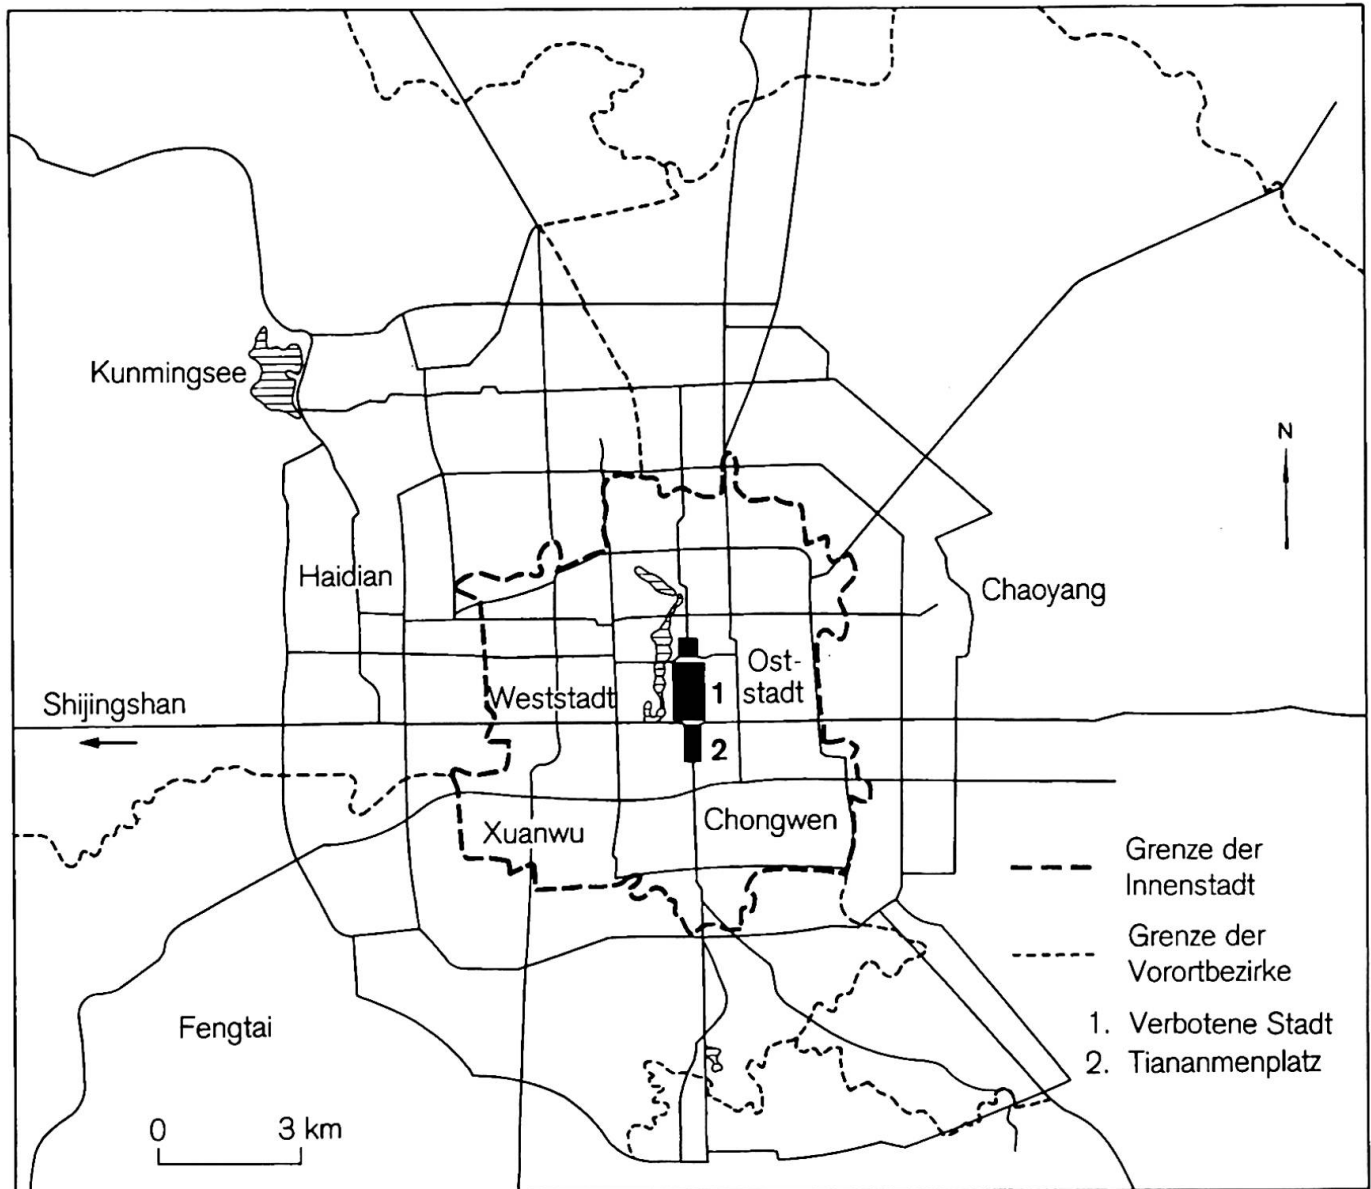 Kunmingsee
N
Haidian
Chaoyang
Ost-
stadt
1
Weststadt
Shijingshan
2
Xuanwu
Chongwen
Grenze der
Innenstadt
Grenze der
Vorortbezirke
1. Verbotene Stadt
2. Tiananmenplatz
Fengtai
0 3 km